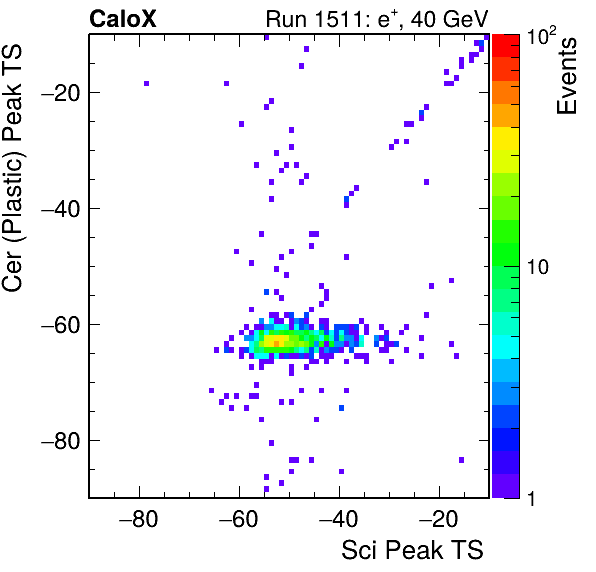 CaloX
Run 1511: e⁺, 40 GeV
10²
Events
Cer (Plastic) Peak TS
−20
−40
−60
−80
10
1
−80
−60
−40
−20
Sci Peak TS